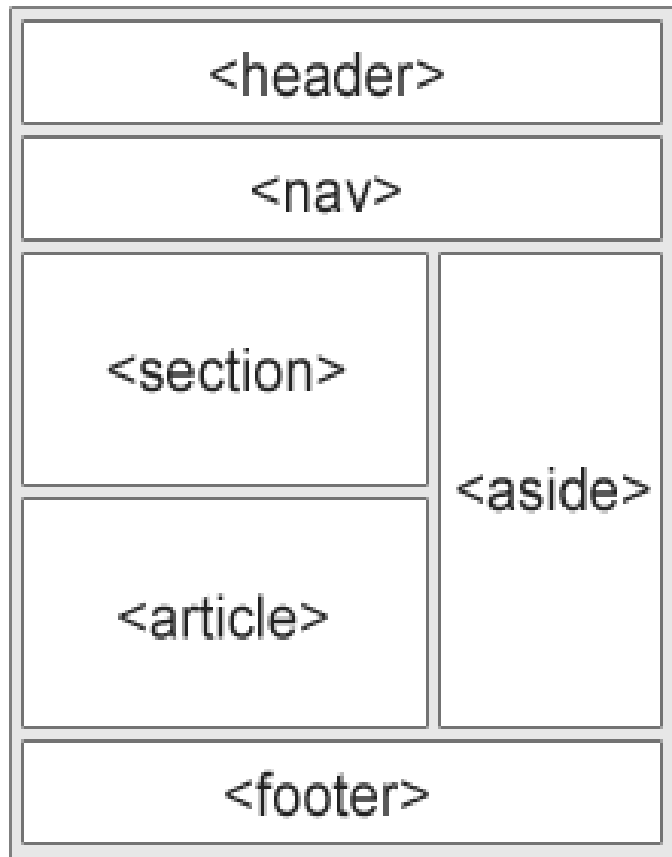 <header>
<nav>
<section>
<article>
<aside>
<footer>